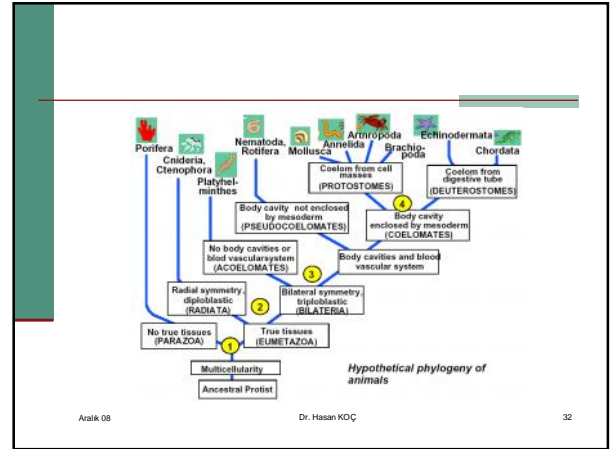 Porifera
Cnideria,
Ctenophora
Platyhel-
minthes
Nematoda,
Rotifera
Mollusca
Annelida
Arthropoda
Brachio-
poda
Echinodermata
Chordata
Coelom from cell
masses
(PROTOSTOMES)
Coelom from
digestive tube
(DEUTEROSTOMES)
4
Body cavity not enclosed
by mesoderm
(PSEUDOCOELOMATES)
Body cavity
enclosed by mesoderm
(COELOMATES)
No body cavities or
blod vascularsystem
(ACOELOMATES)
Body cavities and blood
vascular system
3
Radial symmetry,
diploblastic
(RADIATA)
2
Bilateral symmetry,
triploblastic
(BILATERIA)
No true tissues
(PARAZOA)
1
True tissues
(EUMETAZOA)
Multicellularity
Ancestral Protist
Hypothetical phylogeny of
animals
Aralık 08
Dr. Hasan KOÇ
32